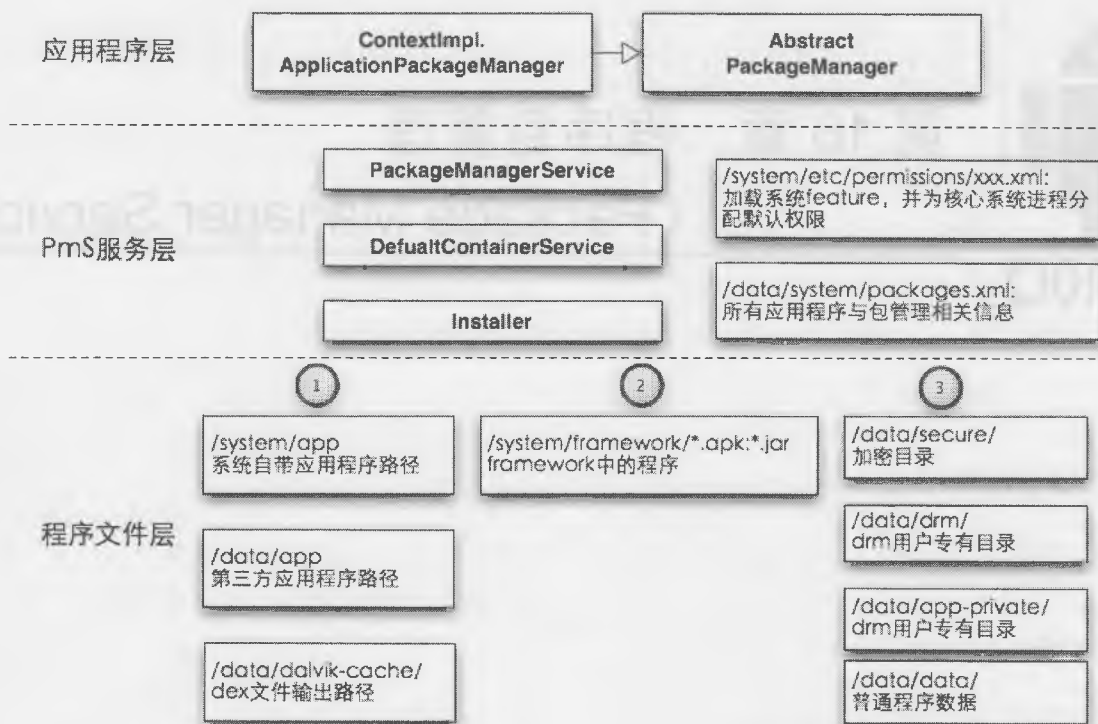 应用程序层
ContextImpl.
ApplicationPackageManager
Abstract
PackageManager
PmS服务层
PackageManagerService
DefualtContainerService
Installer
/system/etc/permissions/xxx.xml:
加载系统feature，并为核心系统进程分
配默认权限
/data/system/packages.xml:
所有应用程序与包管理相关信息
程序文件层
1
/system/app
系统自带应用程序路径
/data/app
第三方应用程序路径
/data/dalvik-cache/
dex文件输出路径
2
/system/framework/*.apk;*.jar
framework中的程序
3
/data/secure/
加密目录
/data/drm/
drm用户专有目录
/data/app-private/
drm用户专有目录
/data/data/
普通程序数据